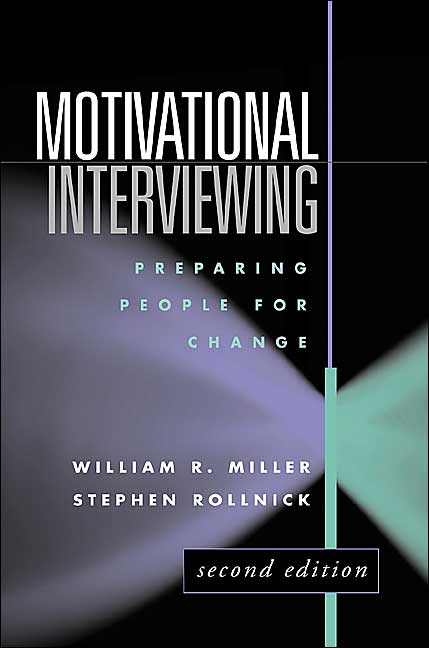 MOTIVATIONAL
INTERVIEWING
PREPARING
PEOPLE FOR
CHANGE
WILLIAM R. MILLER
STEPHEN ROLLNICK
second edition